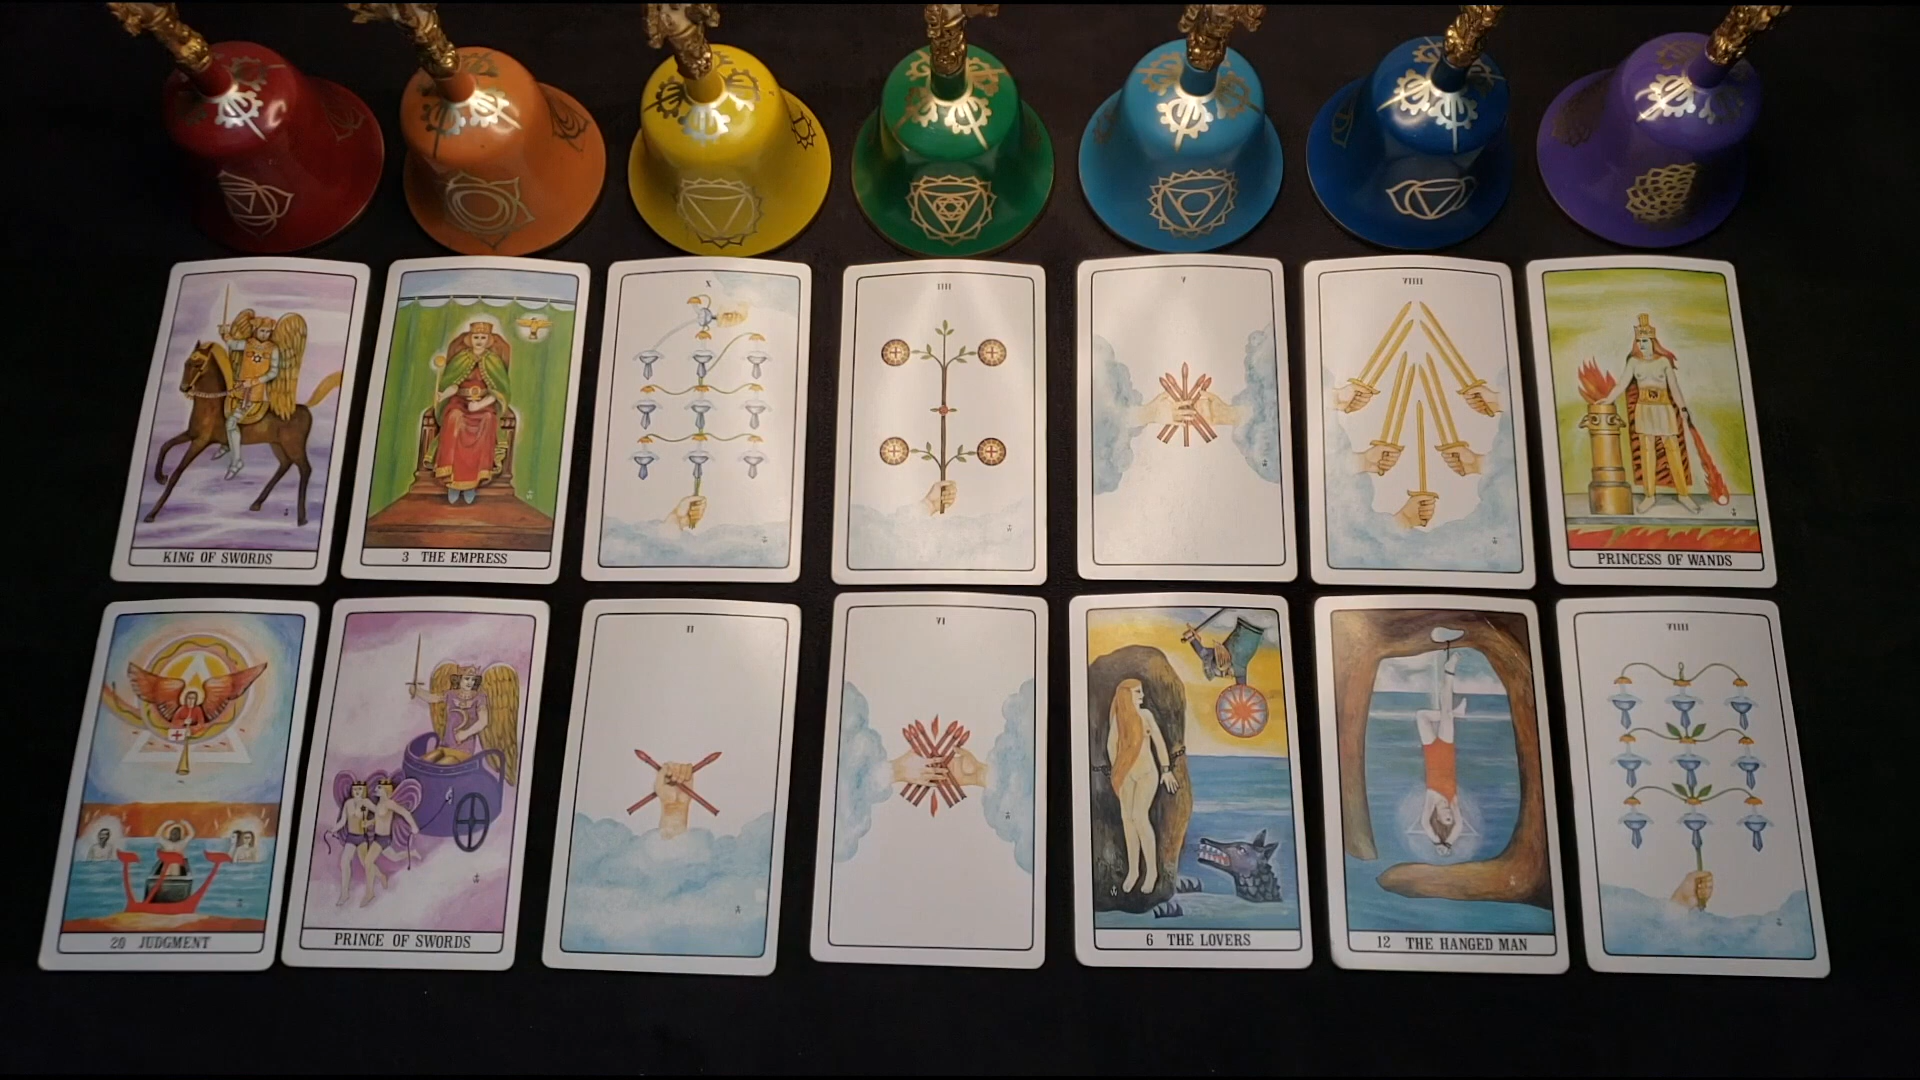 KING OF SWORDS
3 THE EMPRESS
X
IIII
V
VIIII
PRINCESS OF WANDS
20 JUDGMENT
PRINCE OF SWORDS
II
VI
6 THE LOVERS
12 THE HANGED MAN
VIIII